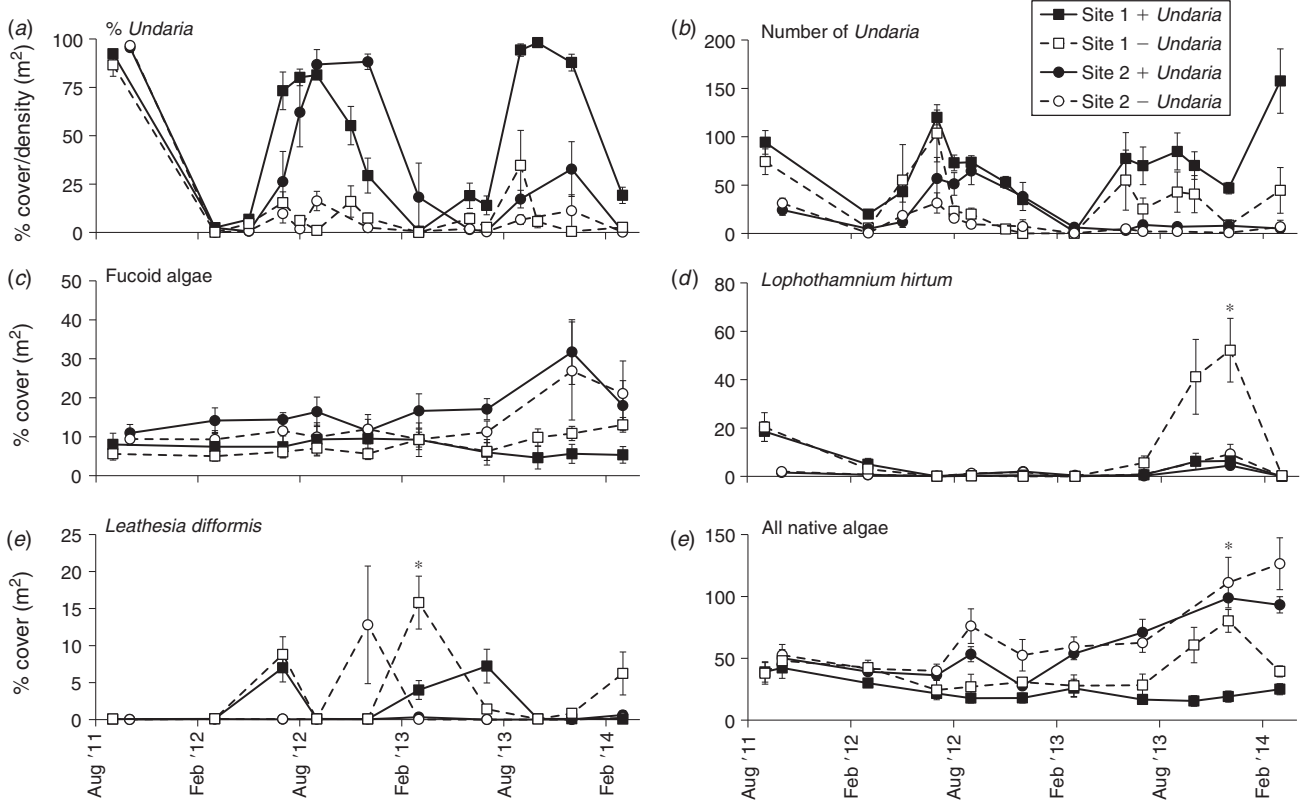 (a) % Undaria
% cover/density (m2)
100
75
50
25
0
(b) Number of Undaria
200
150
100
50
0
Site 1 + Undaria
Site 1 − Undaria
Site 2 + Undaria
Site 2 − Undaria
(c) Fucoid algae
% cover (m2)
50
40
30
20
10
0
(d) Lophothamnium hirtum
80
60
40
20
0
*
(e) Leathesia difformis
% cover (m2)
25
20
15
10
5
0
*
Aug ’11
Feb ’12
Aug ’12
Feb ’13
Aug ’13
Feb ’14
(e) All native algae
150
100
50
0
*
Aug ’11
Feb ’12
Aug ’12
Feb ’13
Aug ’13
Feb ’14